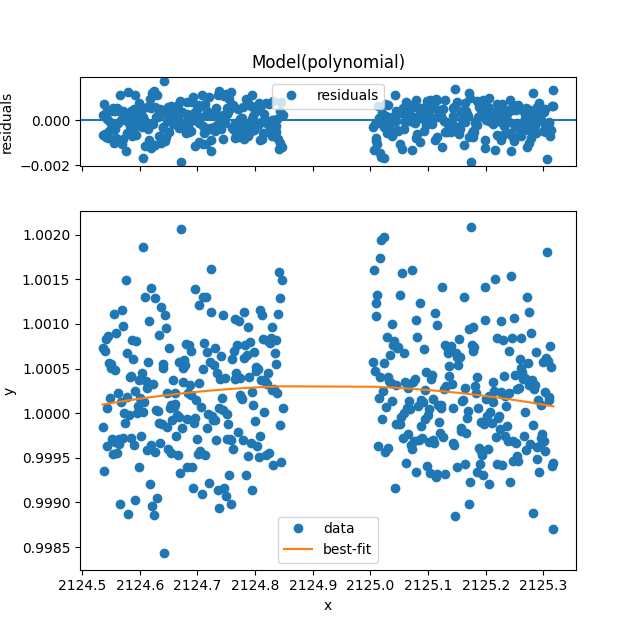 Model(polynomial)
residuals
0.000
−0.002
residuals
1.0020
1.0015
1.0010
1.0005
1.0000
0.9995
0.9990
0.9985
y
data
best-fit
2124.5 2124.6 2124.7 2124.8 2124.9 2125.0 2125.1 2125.2 2125.3
x